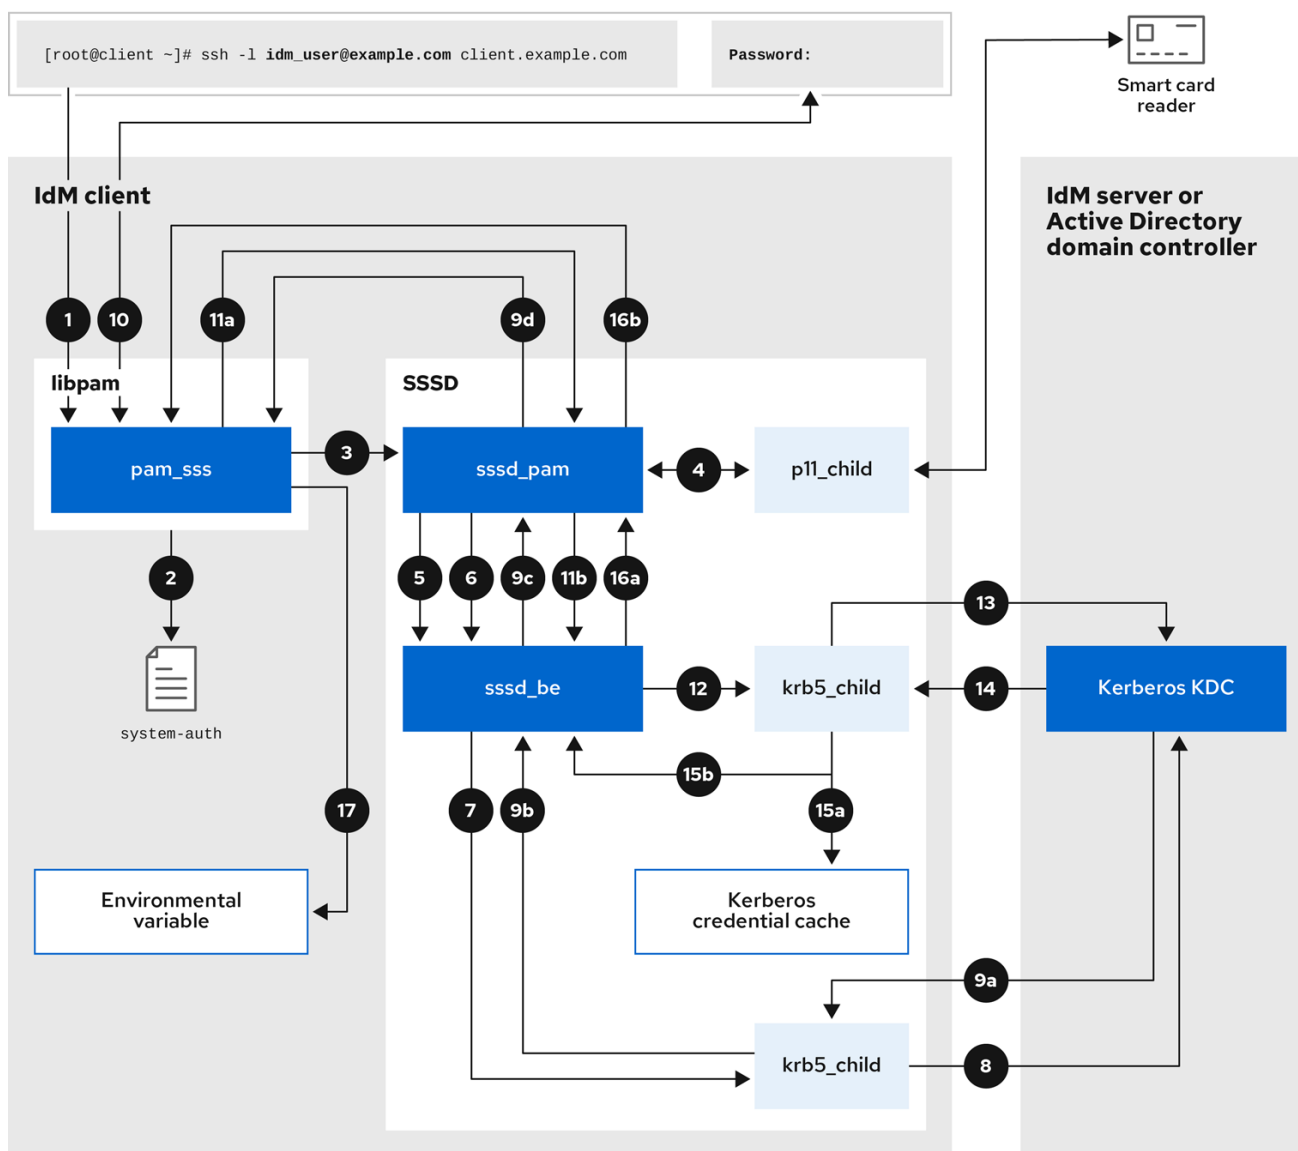 [root@client ~]# ssh -l idm_user@example.com client.example.com
Password:
Smart card
reader
IdM client
IdM server or
Active Directory
domain controller
1
10
11a
9d
16b
libpam
SSSD
pam_sss
3
sssd_pam
4
p11_child
2
5
6
9c
11b
16a
13
system-auth
sssd_be
12
krb5_child
14
Kerberos KDC
15b
17
7
9b
15a
Environmental
variable
Kerberos
credential cache
9a
krb5_child
8